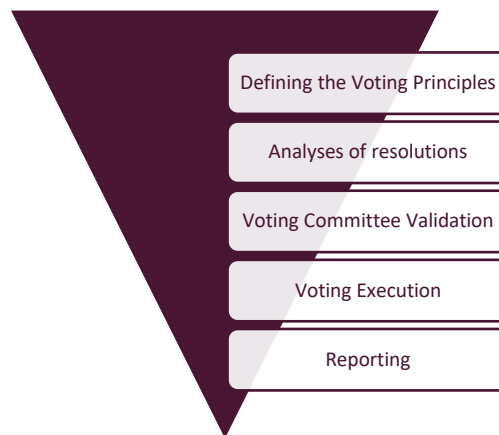 Defining the Voting Principles
Analyses of resolutions
Voting Committee Validation
Voting Execution
Reporting